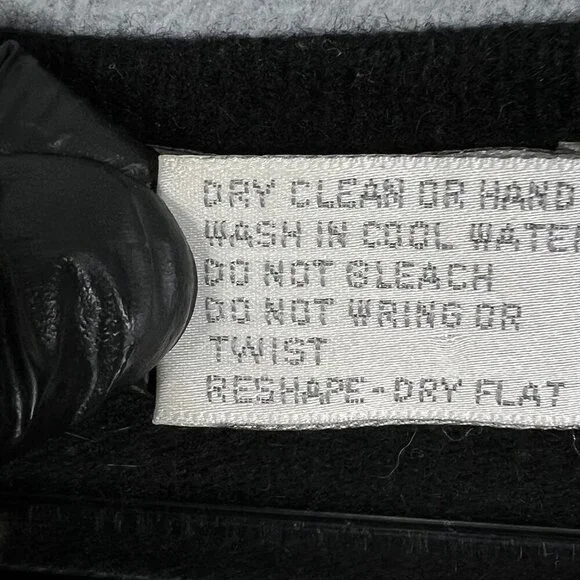 DRY CLEAN OR HAND
WASH IN COOL WATER
DO NOT BLEACH
DO NOT WRING OR
TWIST
RESHAPE-DRY FLAT